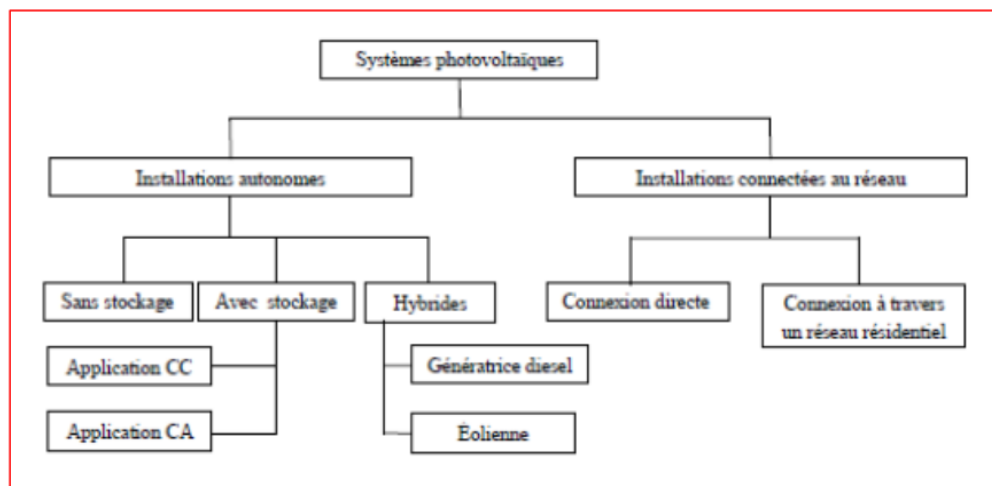 Systèmes photovoltaïques
Installations autonomes
Installations connectées au réseau
Sans stockage
Avec stockage
Hybrides
Connexion directe
Connexion à travers
un réseau résidentiel
Application CC
Génératrice diesel
Application CA
Éolienne